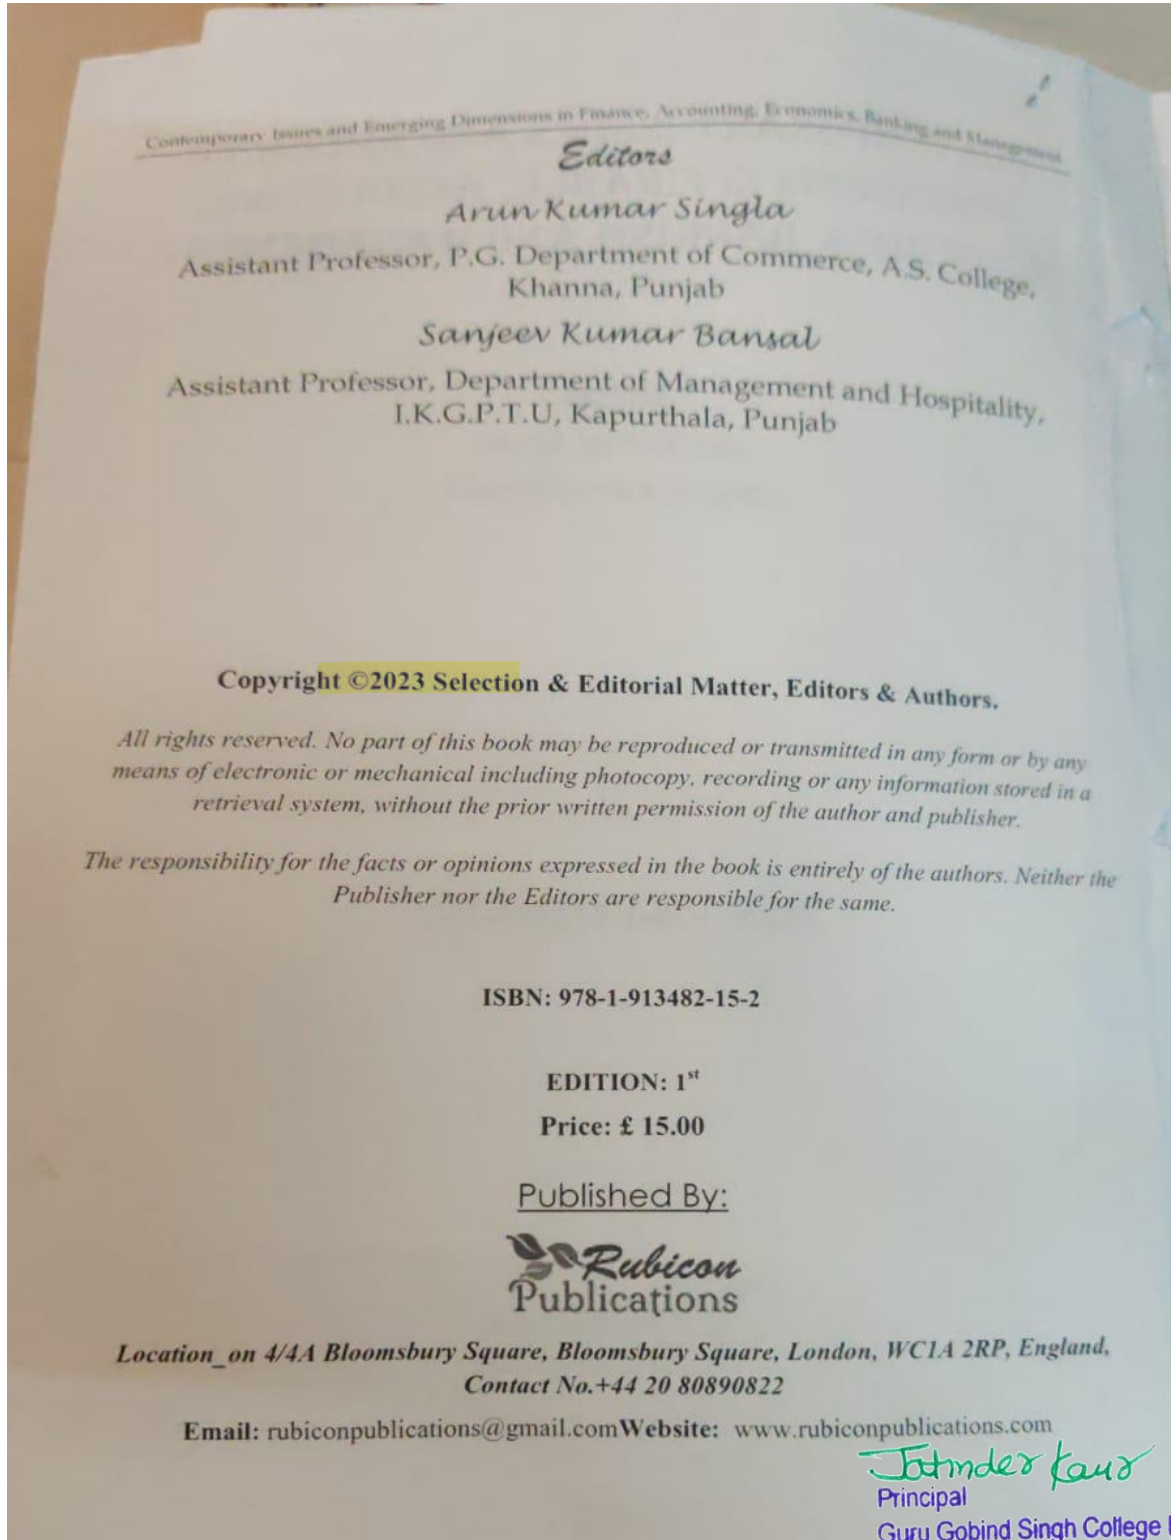 Contemporary Issues and Emerging Dimensions in Finance, Accounting, Economics, Banking and Management
Editors
Arun Kumar Singla
Assistant Professor, P.G. Department of Commerce, A.S. College,
Khanna, Punjab
Sanjeev Kumar Bansal
Assistant Professor, Department of Management and Hospitality,
I.K.G.P.T.U, Kapurthala, Punjab
Copyright ©2023 Selection & Editorial Matter, Editors & Authors.
All rights reserved. No part of this book may be reproduced or transmitted in any form or by any
means of electronic or mechanical including photocopy, recording or any information stored in a
retrieval system, without the prior written permission of the author and publisher.
The responsibility for the facts or opinions expressed in the book is entirely of the authors. Neither the
Publisher nor the Editors are responsible for the same.
ISBN: 978-1-913482-15-2
EDITION: 1st
Price: £ 15.00
Published By:
Rubicon
Publications
Location_on 4/4A Bloomsbury Square, Bloomsbury Square, London, WC1A 2RP, England,
Contact No.+44 20 80890822
Email: rubiconpublications@gmail.comWebsite: www.rubiconpublications.com
Jatinder Kaur
Principal
Guru Gobind Singh College